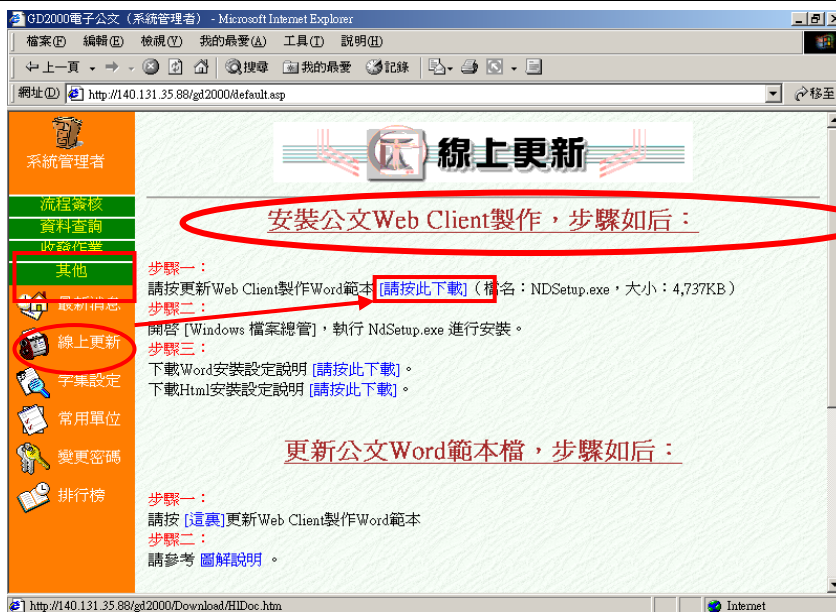 GD2000電子公文（系統管理者） - Microsoft Internet Explorer
檔案(F) 編輯(E) 檢視(V) 我的最愛(A) 工具(T) 說明(H)
上一頁 搜尋 我的最愛 記錄
網址(D) http://140.131.35.88/gd2000/default.asp 移至
系統管理者
流程簽核
資料查詢
收發作業
其他
最新消息
線上更新
字集設定
常用單位
變更密碼
排行榜
線上更新
安裝公文Web Client製作，步驟如后：
步驟一：
請按更新Web Client製作Word範本 [請按此下載]（檔名：NDSetup.exe，大小：4,737KB）
步驟二：
開啓 [Windows 檔案總管]，執行 NdSetup.exe 進行安裝。
步驟三：
下載Word安裝設定說明 [請按此下載]。
下載Html安裝設定說明 [請按此下載]。
更新公文Word範本檔，步驟如后：
步驟一：
請按 [這裏]更新Web Client製作Word範本
步驟二：
請參考 圖解說明 。
http://140.131.35.88/gd2000/Download/HlDoc.htm Internet